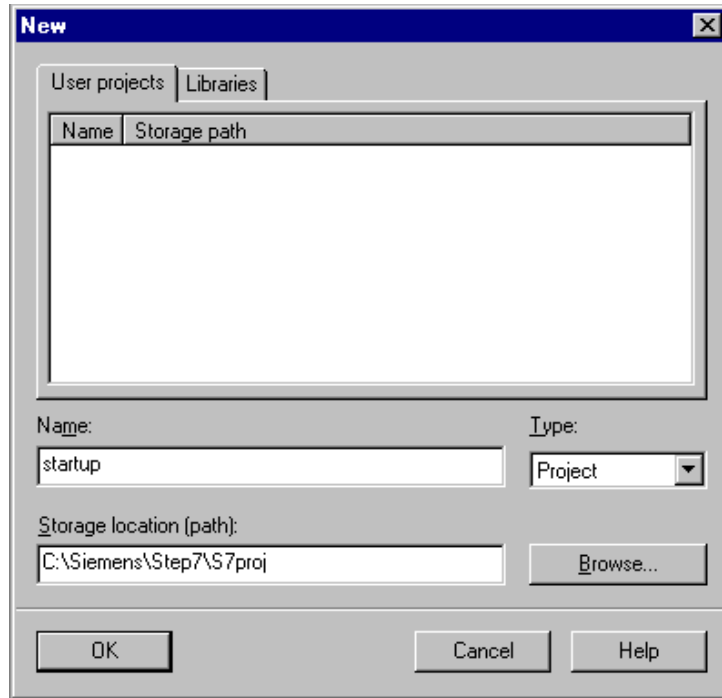 New
User projects Libraries
Name Storage path
Name: Type:
startup Project
Storage location (path):
C:\Siemens\Step7\S7proj Browse...
OK Cancel Help